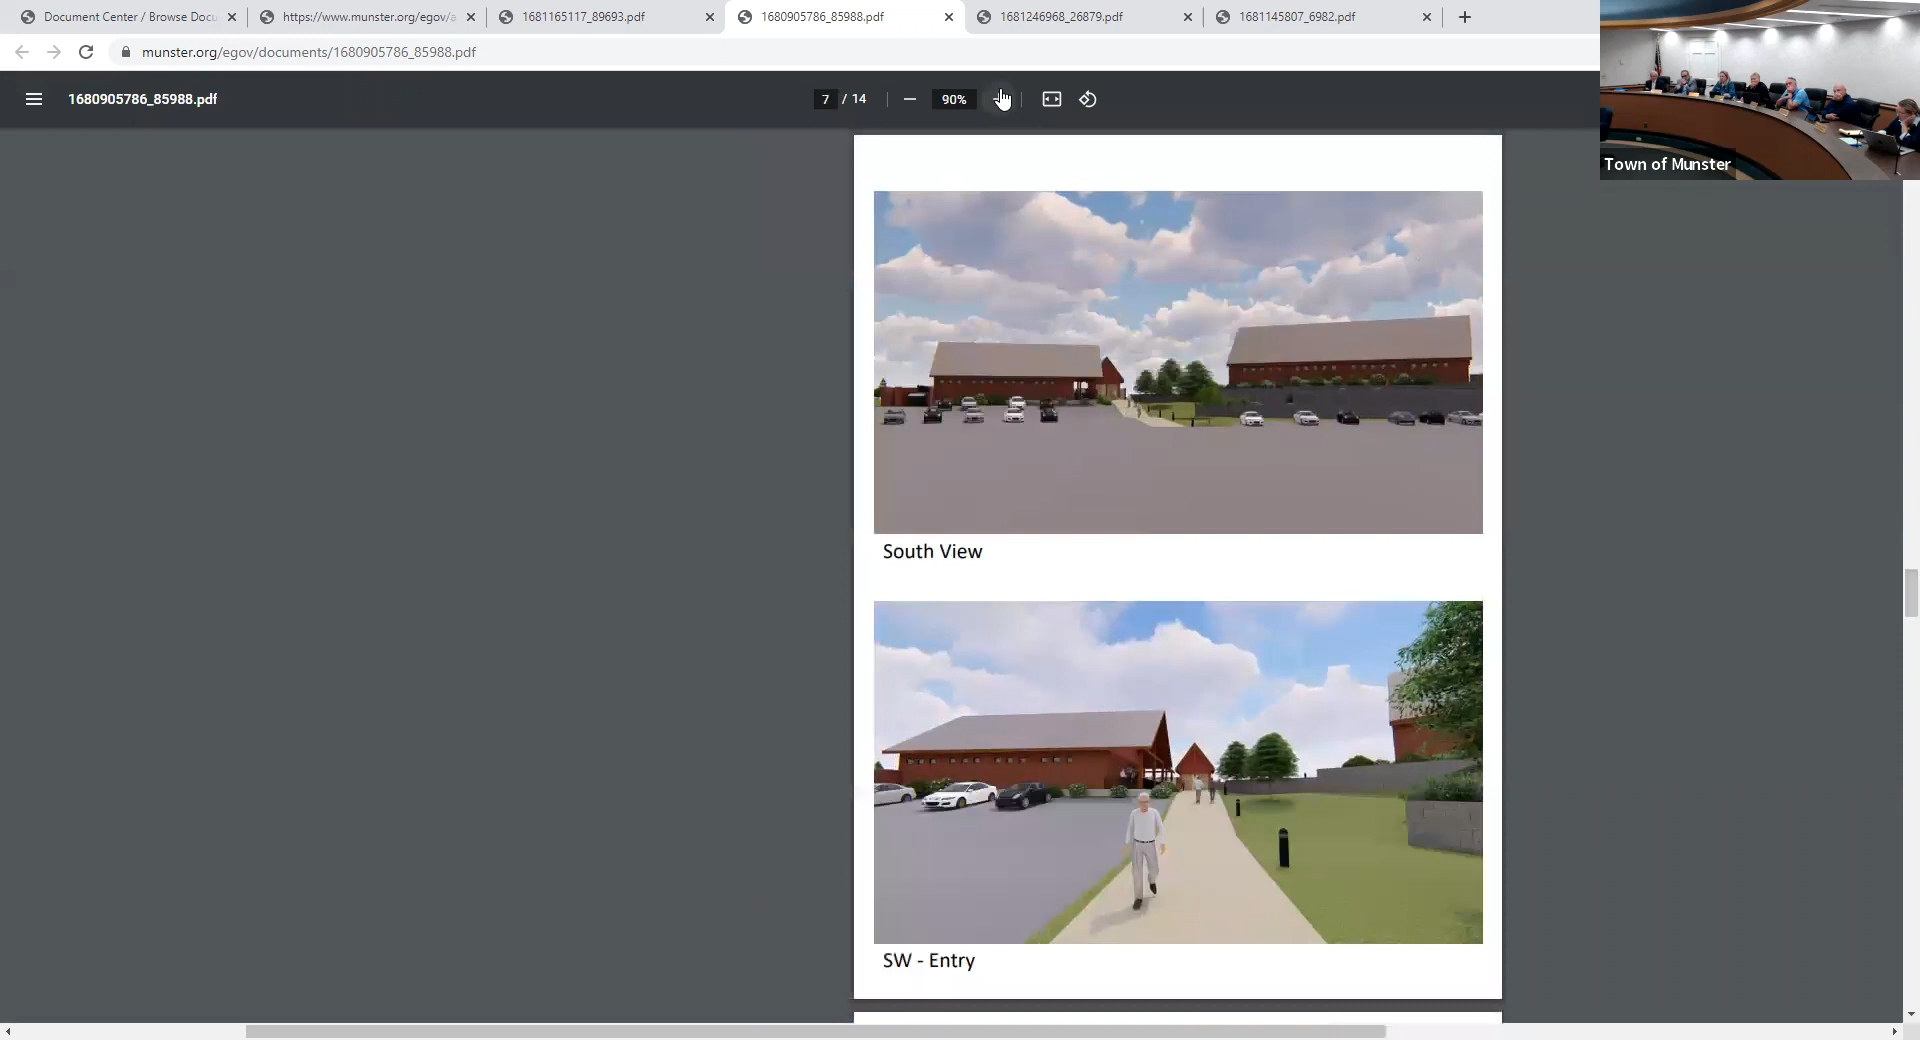 Document Center / Browse Docu
https://www.munster.org/egov/a
1681165117_89693.pdf
1680905786_85988.pdf
1681246968_26879.pdf
1681145807_6982.pdf
munster.org/egov/documents/1680905786_85988.pdf
1680905786_85988.pdf
7 / 14
90%
Town of Munster
South View
SW - Entry